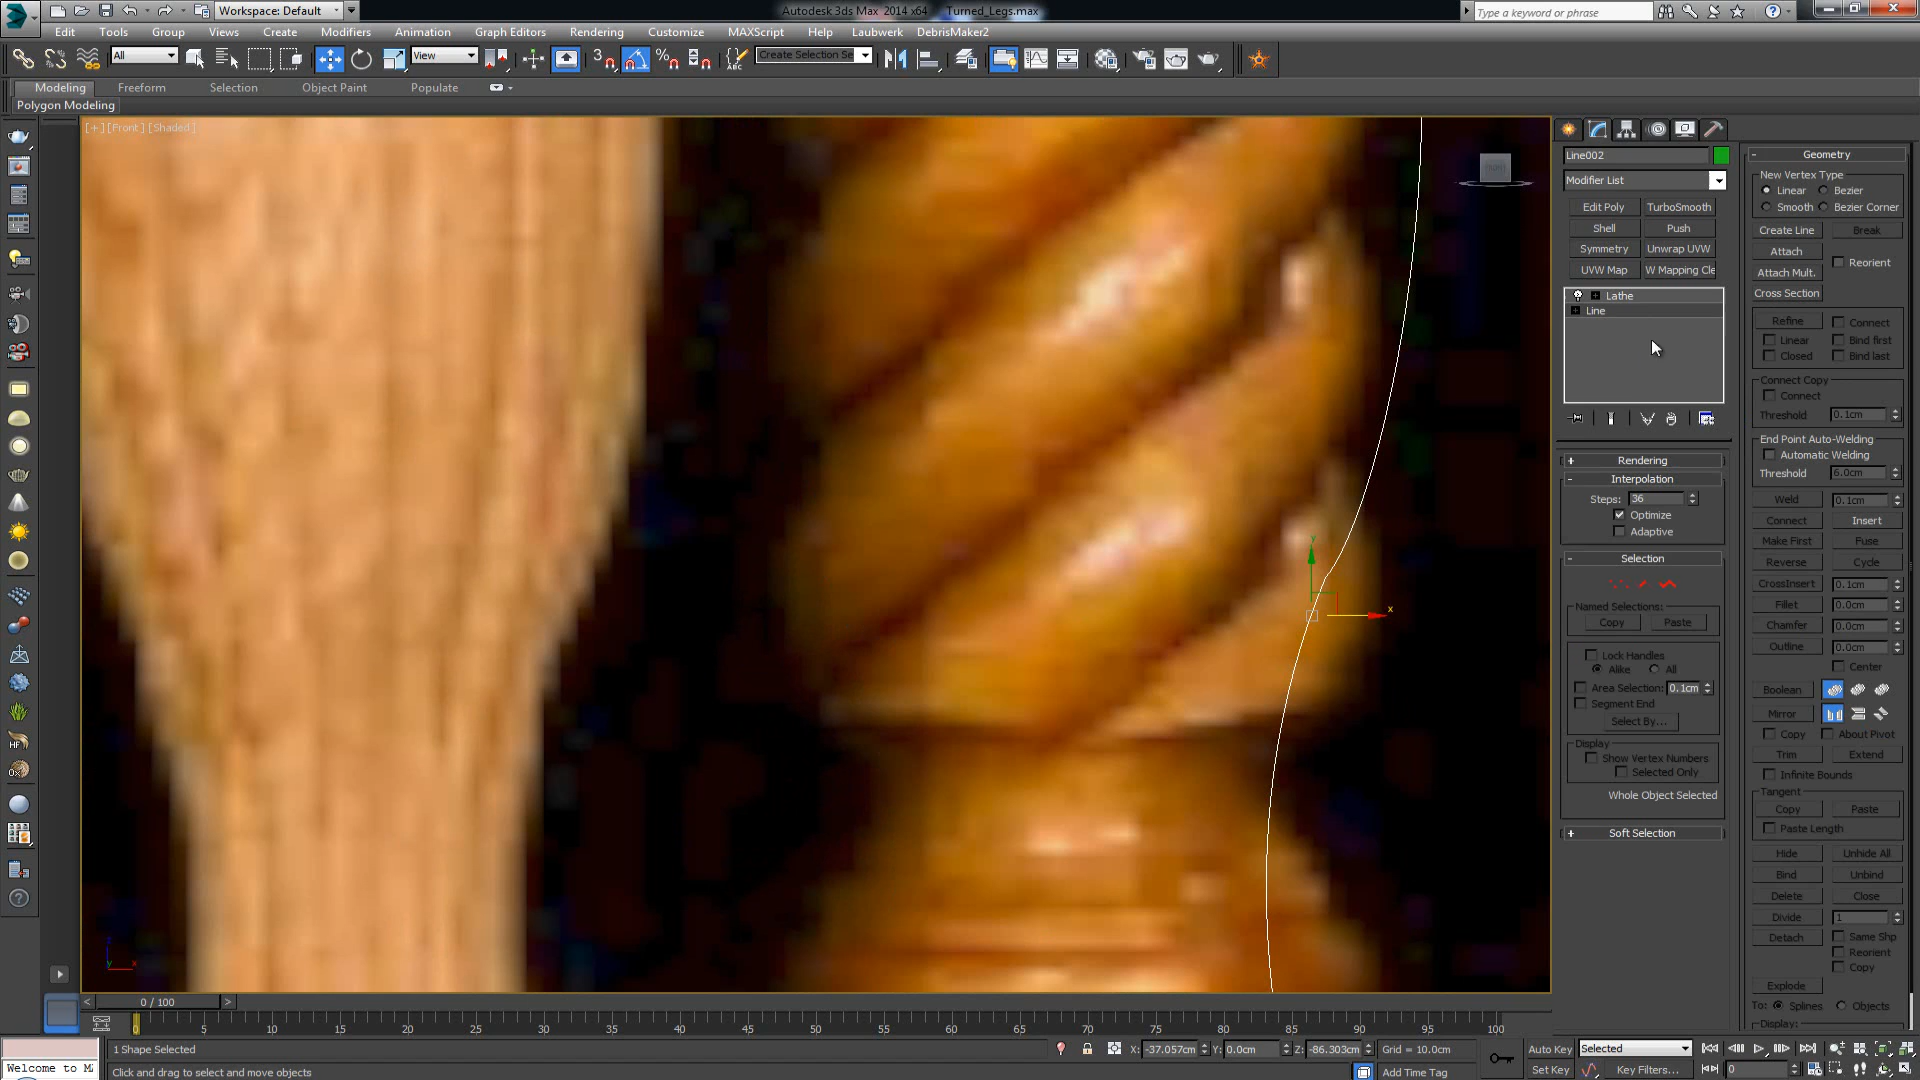 Workspace: Default
Autodesk 3ds Max 2014 x64
Turned_Legs.max
Type a keyword or phrase
Edit
Tools
Group
Views
Create
Modifiers
Animation
Graph Editors
Rendering
Customize
MAXScript
Help
Laubwerk
DebrisMaker2
All
View
Create Selection Se
Modeling
Freeform
Selection
Object Paint
Populate
Polygon Modeling
[+] [Front] [Shaded]
Line002
Modifier List
Edit Poly
TurboSmooth
Shell
Push
Symmetry
Unwrap UVW
UVW Map
W Mapping Cle
Lathe
Line
Rendering
Interpolation
Steps: 36
Optimize
Adaptive
Selection
Named Selections:
Copy
Paste
Lock Handles
Alike
All
Area Selection: 0.1cm
Segment End
Select By...
Display
Show Vertex Numbers
Selected Only
Whole Object Selected
Soft Selection
Geometry
New Vertex Type
Linear
Bezier
Smooth
Bezier Corner
Create Line
Break
Attach
Reorient
Attach Mult.
Cross Section
Refine
Connect
Linear
Bind first
Closed
Bind last
Connect Copy
Connect
Threshold
0.1cm
End Point Auto-Welding
Automatic Welding
Threshold
6.0cm
Weld
0.1cm
Connect
Insert
Make First
Fuse
Reverse
Cycle
CrossInsert
0.1cm
Fillet
0.0cm
Chamfer
0.0cm
Outline
0.0cm
Center
Boolean
Mirror
Copy
About Pivot
Trim
Extend
Infinite Bounds
Tangent
Copy
Paste
Paste Length
Hide
Unhide All
Bind
Unbind
Delete
Close
Divide
1
Detach
Same Shp
Reorient
Copy
Explode
To:
Splines
Objects
Display:
x
y
0 / 100
0 5 10 15 20 25 30 35 40 45 50 55 60 65 70 75 80 85 90 95 100
1 Shape Selected
X: -37.057cm
Y: 0.0cm
Z: -86.303cm
Grid = 10.0cm
Auto Key
Selected
Welcome to M
Click and drag to select and move objects
Add Time Tag
Set Key
Key Filters...
0